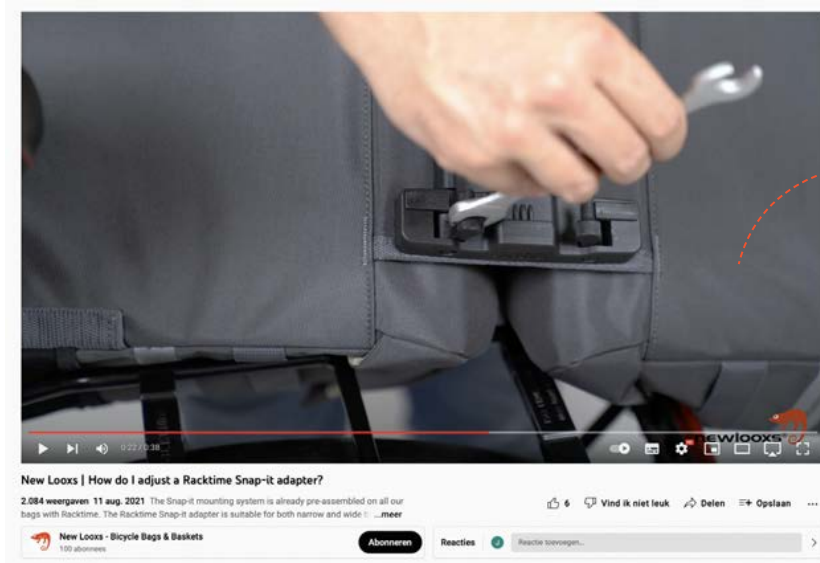 newlooxs
0:22 / 0:38
New Looxs | How do I adjust a Racktime Snap-it adapter?
2.084 weergaven 11 aug. 2021 The Snap-it mounting system is already pre-assembled on all our
bags with Racktime. The Racktime Snap-it adapter is suitable for both narrow and wide ...meer
6 Vind ik niet leuk Delen Opslaan ...
New Looxs - Bicycle Bags & Baskets
100 abonnees
Abonneren
Reacties J Reactie toevoegen...